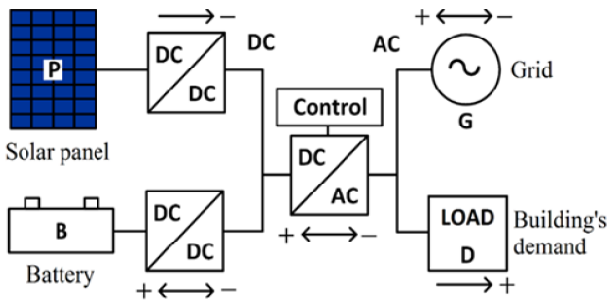 → −
DC
AC
+ ↔ −
P
DC
DC
Grid
Control
G
Solar panel
DC
AC
B
DC
DC
LOAD
D
Building's
demand
+ ↔ −
Battery
+ ↔ −
→ +